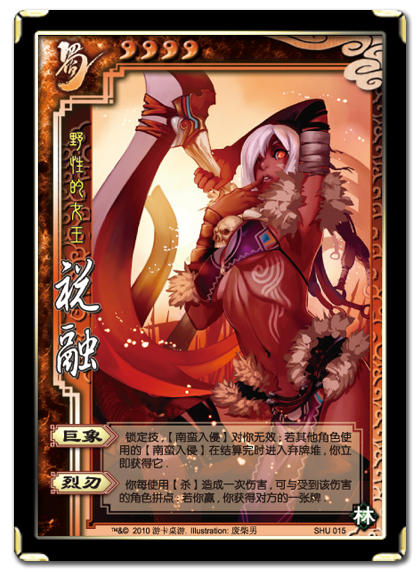 蜀
野性的女王
祝融
巨象
锁定技,【南蛮入侵】对你无效;若其他角色使
用的【南蛮入侵】在结算完时进入弃牌堆,你立
即获得它.
烈刃
你每使用【杀】造成一次伤害,可与受到该伤害
的角色拼点:若你赢,你获得对方的一张牌.
™&© 2010 游卡桌游. Illustration: 废柴男
SHU 015
林